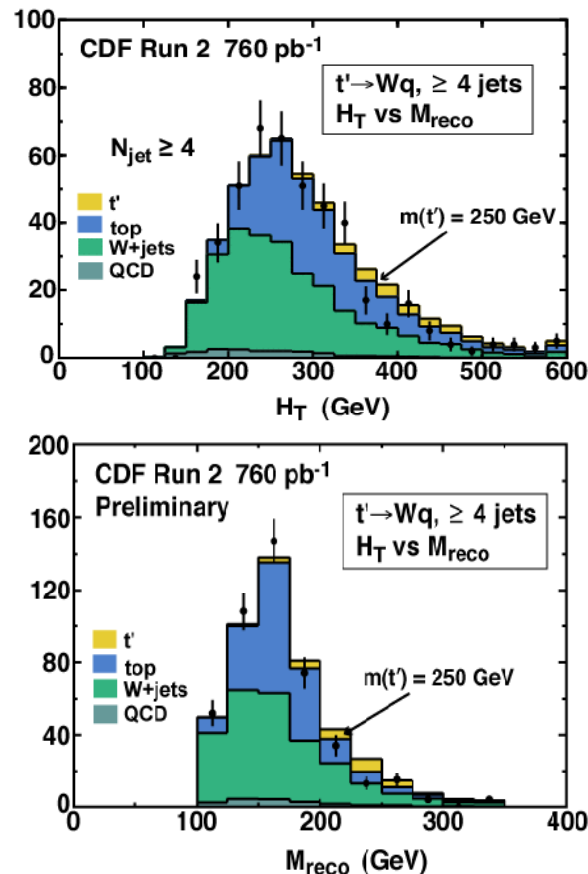 100
80
60
40
20
0
CDF Run 2 760 pb-1
t'→Wq, ≥ 4 jets
HT vs Mreco
Njet ≥ 4
t'
top
W+jets
QCD
m(t') = 250 GeV
0 100 200 300 400 500 600
HT (GeV)
200
160
120
80
40
0
CDF Run 2 760 pb-1
Preliminary
t'→Wq, ≥ 4 jets
HT vs Mreco
t'
top
W+jets
QCD
m(t') = 250 GeV
0 100 200 300 400
Mreco (GeV)